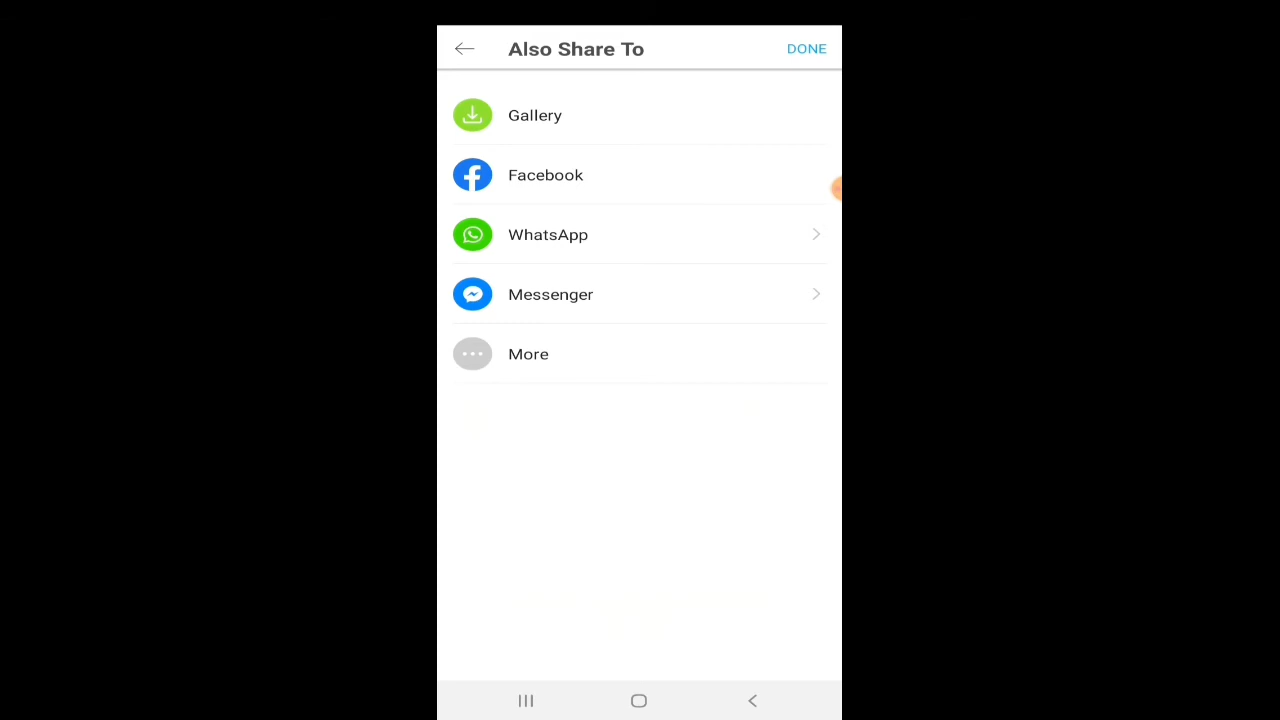 Also Share To
DONE
Gallery
Facebook
WhatsApp
Messenger
More